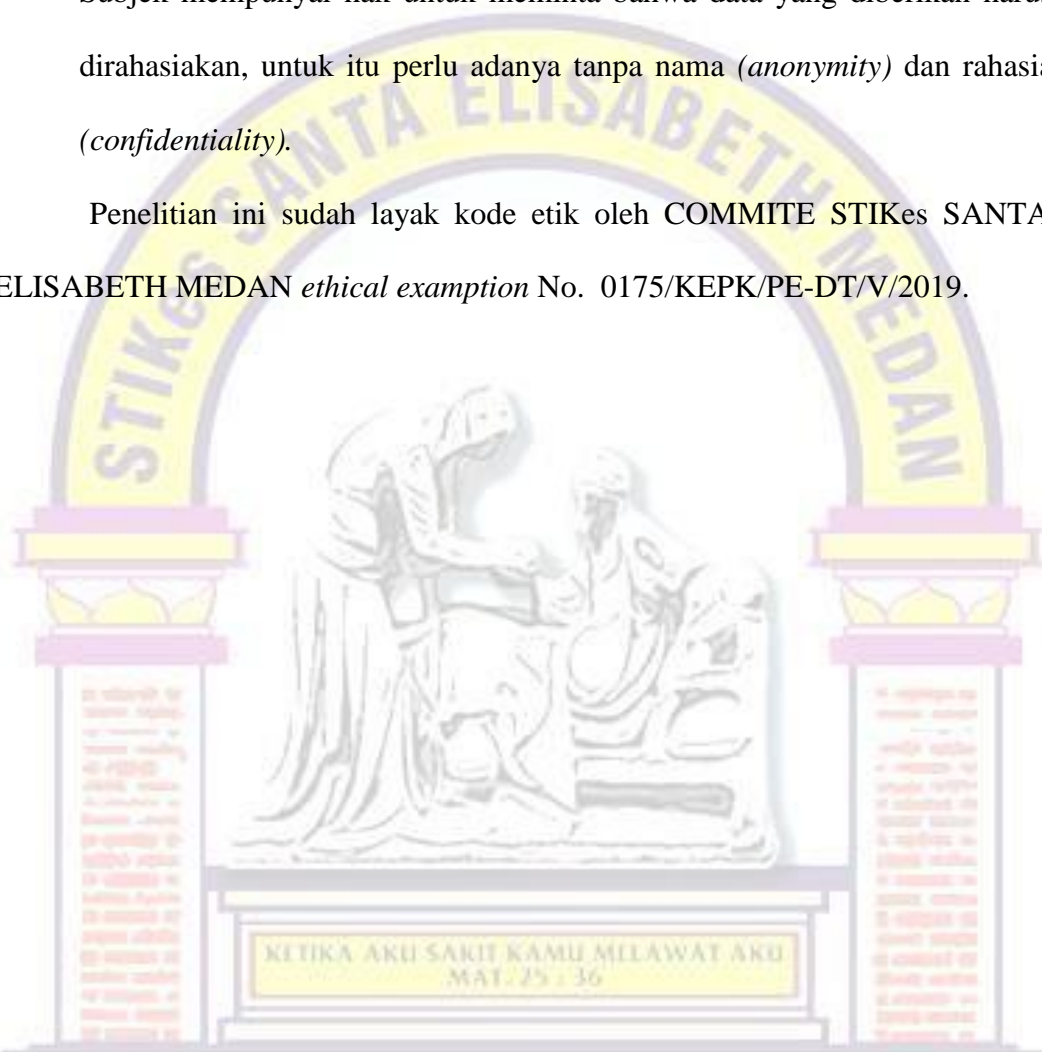 Subjek mempunyai hak untuk meminta bahwa data yang diberikan harus
dirahasiakan, untuk itu perlu adanya tanpa nama (anonymity) dan rahasia
(confidentiality).
Penelitian ini sudah layak kode etik oleh COMMITE STIKes SANTA
ELISABETH MEDAN ethical examption No. 0175/KEPK/PE-DT/V/2019.
STIKes SANTA ELISABETH MEDAN
KETIKA AKU SAKIT KAMU MELAWAT AKU
MAT. 25 : 36